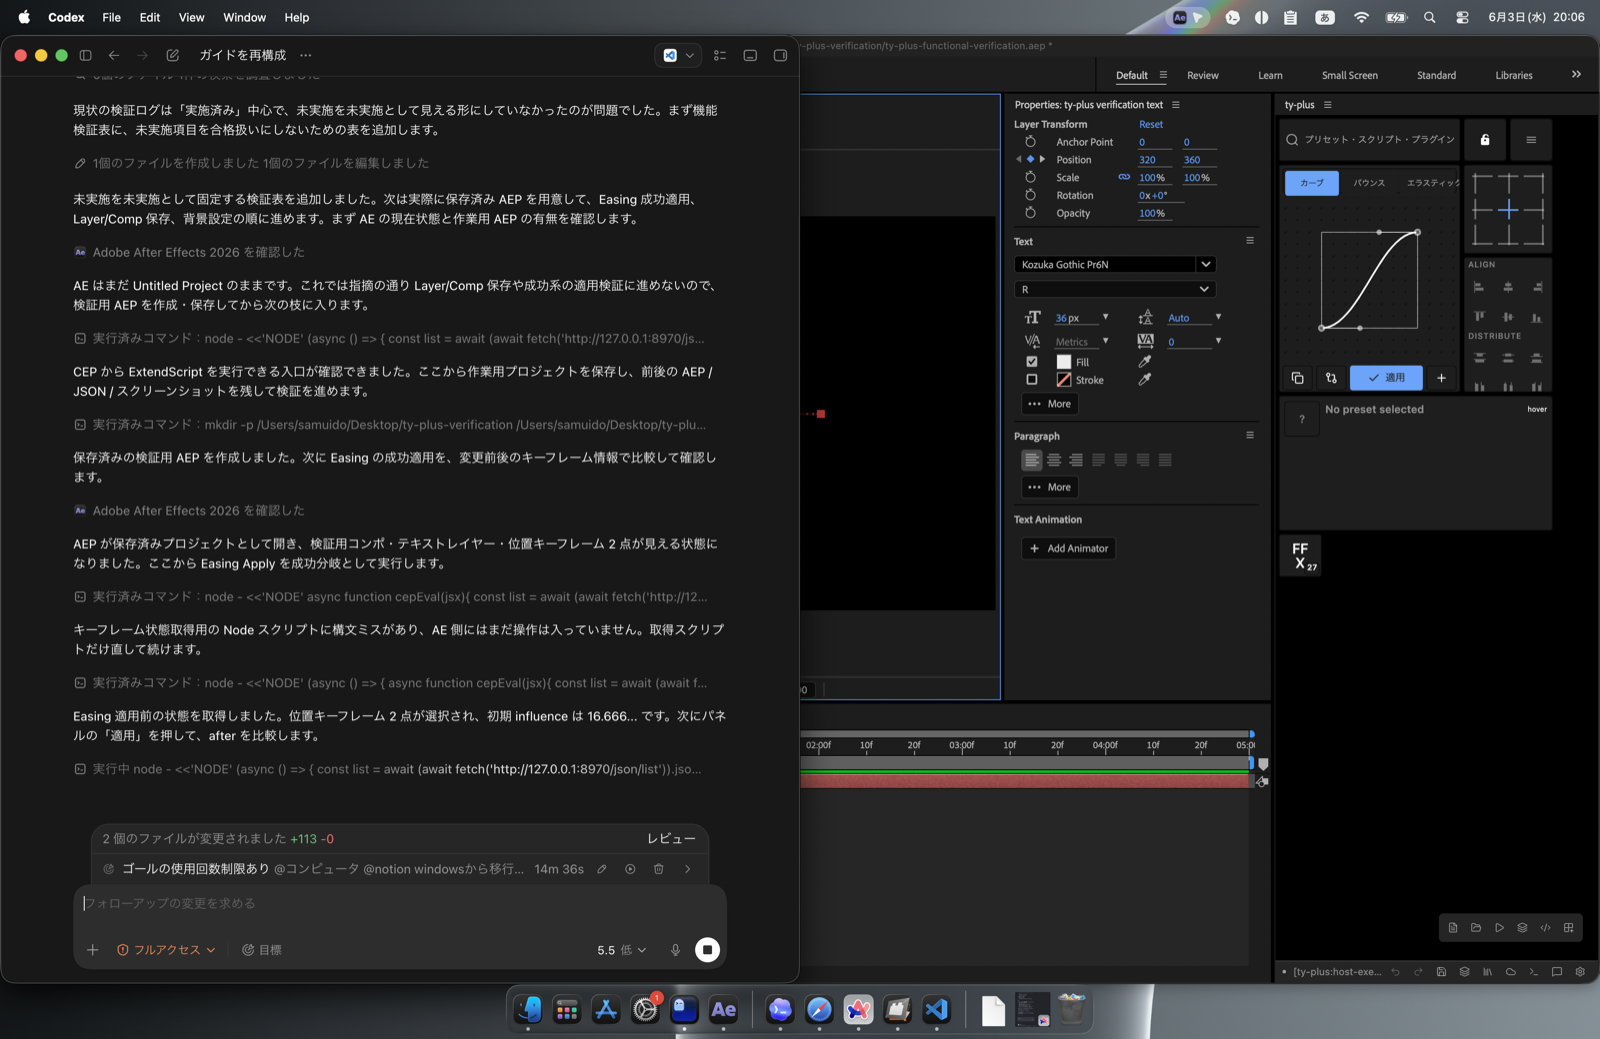 Codex File Edit View Window Help
Ae あ 6月3日(水) 20:06
ガイドを再構成 ···
現状の検証ログは「実施済み」中心で、未実施を未実施として見える形にしていなかったのが問題でした。まず機能
検証表に、未実施項目を合格扱いにしないための表を追加します。
1個のファイルを作成しました 1個のファイルを編集しました
未実施を未実施として固定する検証表を追加しました。次は実際に保存済み AEP を用意して、Easing 成功適用、
Layer/Comp 保存、背景設定の順に進めます。まず AE の現在状態と作業用 AEP の有無を確認します。
Ae Adobe After Effects 2026 を確認した
AE はまだ Untitled Project のままです。これでは指摘の通り Layer/Comp 保存や成功系の適用検証に進めないので、
検証用 AEP を作成・保存してから次の枝に入ります。
実行済みコマンド：node - <<'NODE' (async () => { const list = await (await fetch('http://127.0.0.1:8970/js...
CEP から ExtendScript を実行できる入口が確認できました。ここから作業用プロジェクトを保存し、前後の AEP /
JSON / スクリーンショットを残して検証を進めます。
実行済みコマンド：mkdir -p /Users/samuido/Desktop/ty-plus-verification /Users/samuido/Desktop/ty-plu...
保存済みの検証用 AEP を作成しました。次に Easing の成功適用を、変更前後のキーフレーム情報で比較して確認し
ます。
Ae Adobe After Effects 2026 を確認した
AEP が保存済みプロジェクトとして開き、検証用コンポ・テキストレイヤー・位置キーフレーム 2 点が見える状態に
なりました。ここから Easing Apply を成功分岐として実行します。
実行済みコマンド：node - <<'NODE' async function cepEval(jsx){ const list = await (await fetch('http://12...
キーフレーム状態取得用の Node スクリプトに構文ミスがあり、AE 側にはまだ操作は入っていません。取得スクリプ
トだけ直して続けます。
実行済みコマンド：node - <<'NODE' (async () => { async function cepEval(jsx){ const list = await (await f...
Easing 適用前の状態を取得しました。位置キーフレーム 2 点が選択され、初期 influence は 16.666... です。次にパネ
ルの「適用」を押して、after を比較します。
実行中 node - <<'NODE' (async () => { const list = await (await fetch('http://127.0.0.1:8970/json/list')).jso...
2 個のファイルが変更されました +113 -0 レビュー
ゴールの使用回数制限あり @コンピュータ @notion windowsから移行... 14m 36s
フォローアップの変更を求める
フルアクセス 目標 5.5 低
-plus-verification/ty-plus-functional-verification.aep *
Default Review Learn Small Screen Standard Libraries
Properties: ty-plus verification text
Layer Transform Reset
Anchor Point 0 0
Position 320 360
Scale 100% 100%
Rotation 0x+0°
Opacity 100%
Text
Kozuka Gothic Pr6N
R
36 px Auto
Metrics 0
Fill
Stroke
··· More
Paragraph
··· More
Text Animation
+ Add Animator
02:00f 10f 20f 03:00f 10f 20f 04:00f 10f 20f
ty-plus
プリセット・スクリプト・プラグイン
カーブ バウンス エラスティック
ALIGN
DISTRIBUTE
適用
? No preset selected hover
FF
X 27
[ty-plus:host-exe...
1
Ae